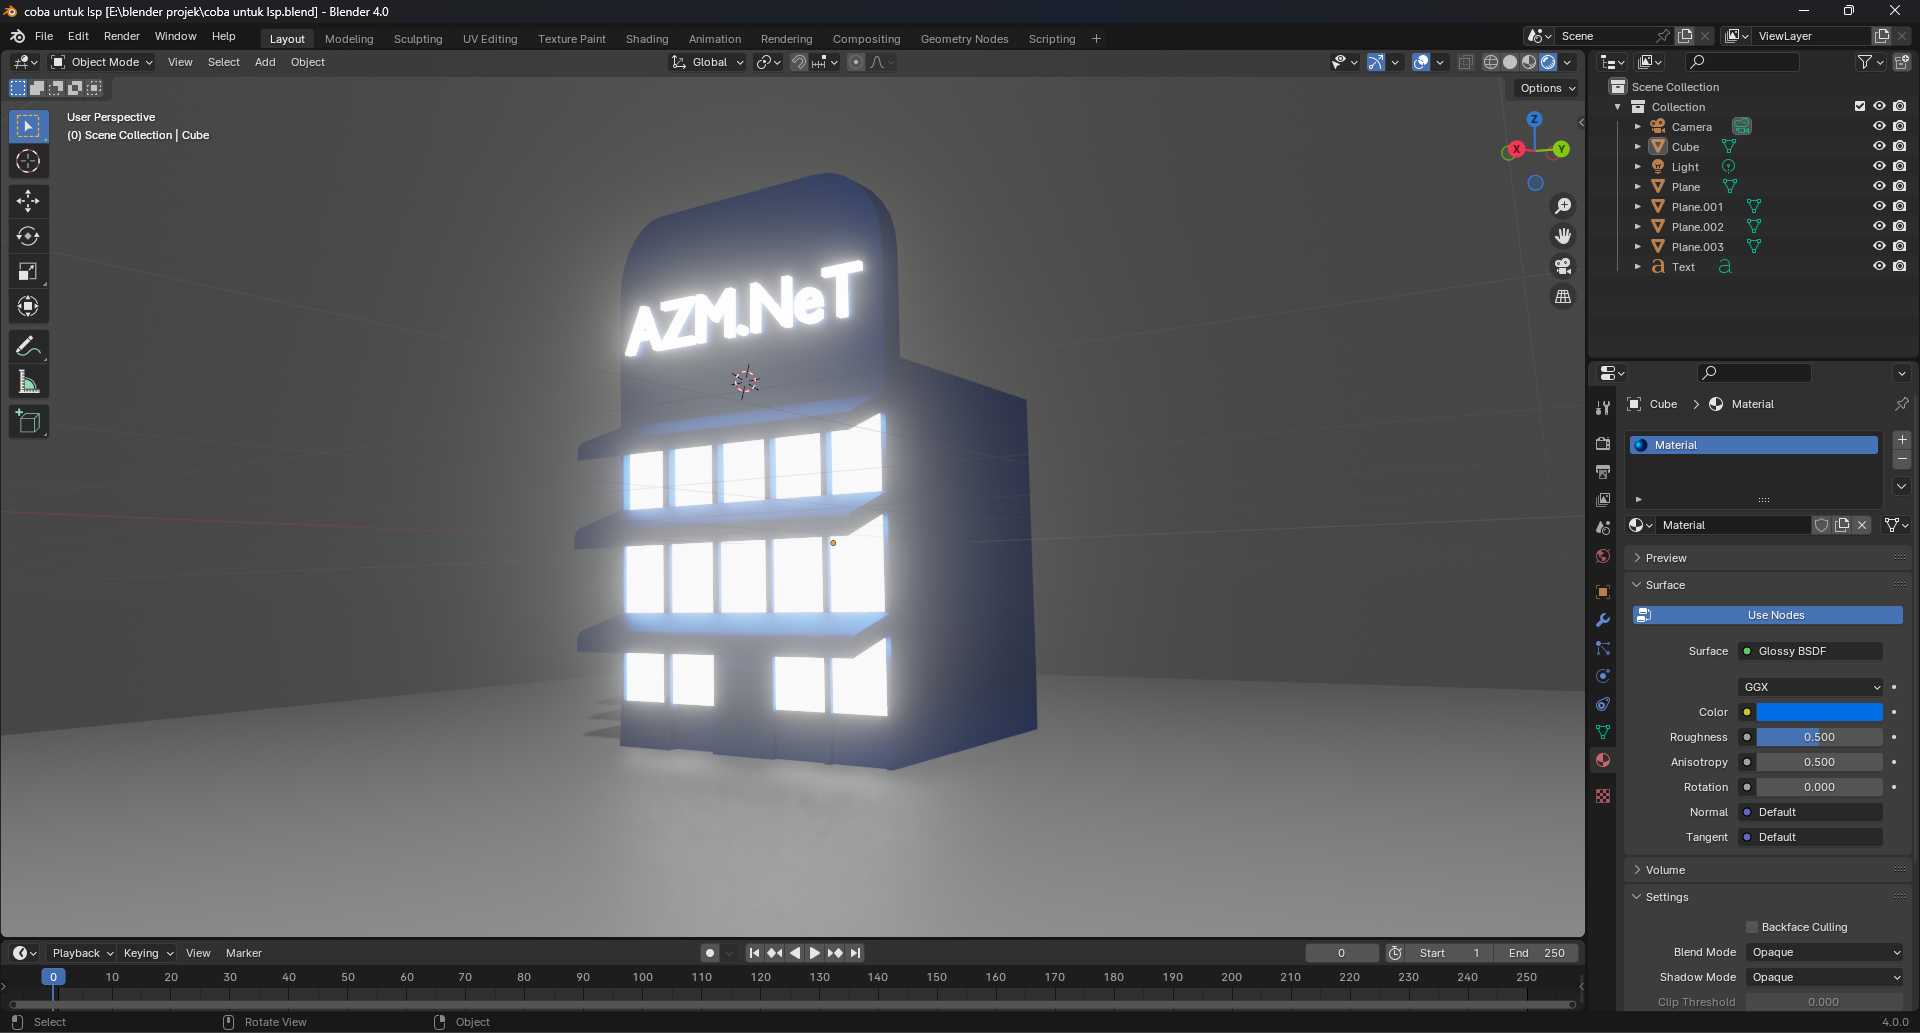 coba untuk lsp [E:\blender projek\coba untuk lsp.blend] - Blender 4.0
File Edit Render Window Help Layout Modeling Sculpting UV Editing Texture Paint Shading Animation Rendering Compositing Geometry Nodes Scripting + Scene ViewLayer
Object Mode View Select Add Object Global
Options
User Perspective
(0) Scene Collection | Cube
Z
X
Y
AZM.NeT
Scene Collection
Collection
Camera
Cube
Light
Plane
Plane.001
Plane.002
Plane.003
Text
Cube > Material
Material
Material
Preview
Surface
Use Nodes
Surface Glossy BSDF
GGX
Color
Roughness 0.500
Anisotropy 0.500
Rotation 0.000
Normal Default
Tangent Default
Volume
Settings
Backface Culling
Blend Mode Opaque
Shadow Mode Opaque
Clip Threshold 0.000
Playback Keying View Marker 0 Start 1 End 250
0 10 20 30 40 50 60 70 80 90 100 110 120 130 140 150 160 170 180 190 200 210 220 230 240 250
Select Rotate View Object 4.0.0